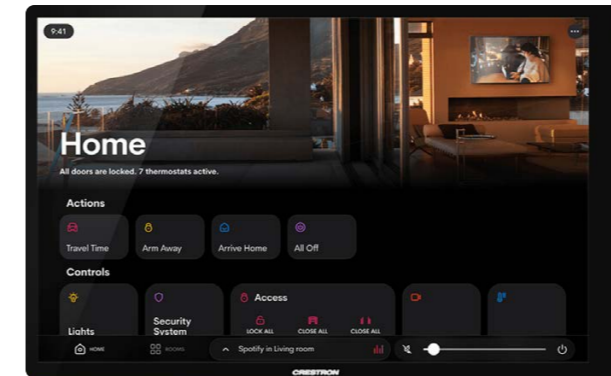 9:41
Home
All doors are locked. 7 thermostats active.
Actions
Travel Time
Arm Away
Arrive Home
All Off
Controls
Lights
Security
System
Access
LOCK ALL
CLOSE ALL
CLOSE ALL
HOME
ROOMS
Spotify in Living room
CRESTRON